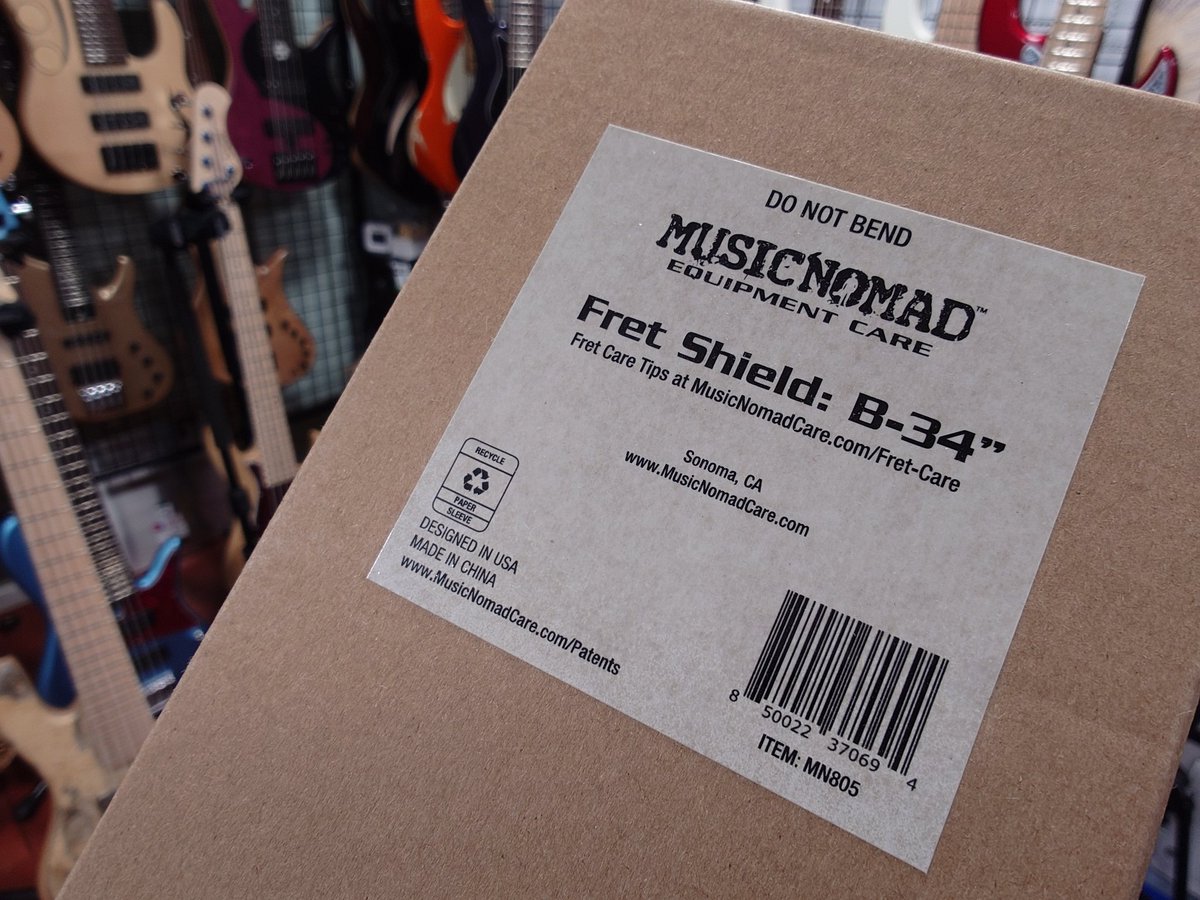 DO NOT BEND
MUSICNOMAD™
EQUIPMENT CARE
Fret Shield: B-34”
Fret Care Tips at MusicNomadCare.com/Fret-Care
Sonoma, CA
www.MusicNomadCare.com
RECYCLE
PAPER
SLEEVE
DESIGNED IN USA
MADE IN CHINA
www.MusicNomadCare.com/Patents
8 50022 37069 4
ITEM: MN805